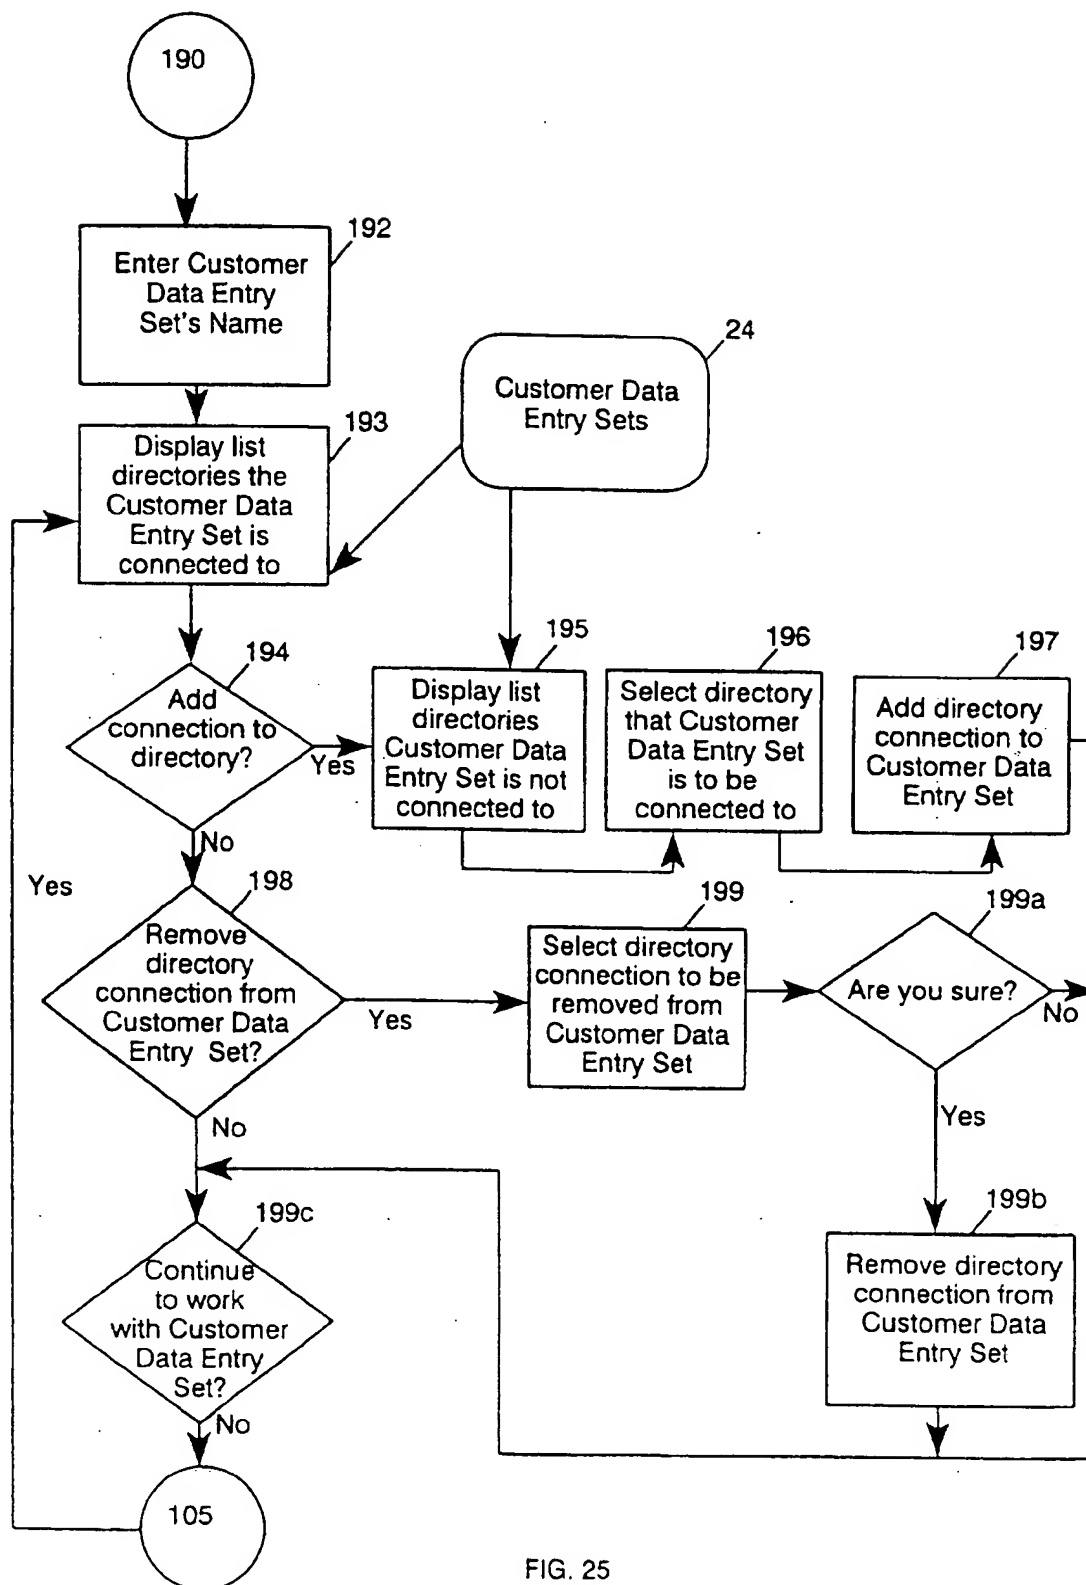 190
192
Enter Customer
Data Entry
Set's Name
24
Customer Data
Entry Sets
193
Display list
directories the
Customer Data
Entry Set is
connected to
194
Add
connection to
directory?
Yes
No
195
Display list
directories
Customer Data
Entry Set is not
connected to
196
Select directory
that Customer
Data Entry Set
is to be
connected to
197
Add directory
connection to
Customer Data
Entry Set
Yes
198
Remove
directory
connection from
Customer Data
Entry Set?
Yes
No
199
Select directory
connection to be
removed from
Customer Data
Entry Set
199a
Are you sure?
No
Yes
199b
Remove directory
connection from
Customer Data
Entry Set
199c
Continue
to work
with Customer
Data Entry
Set?
No
105
FIG. 25